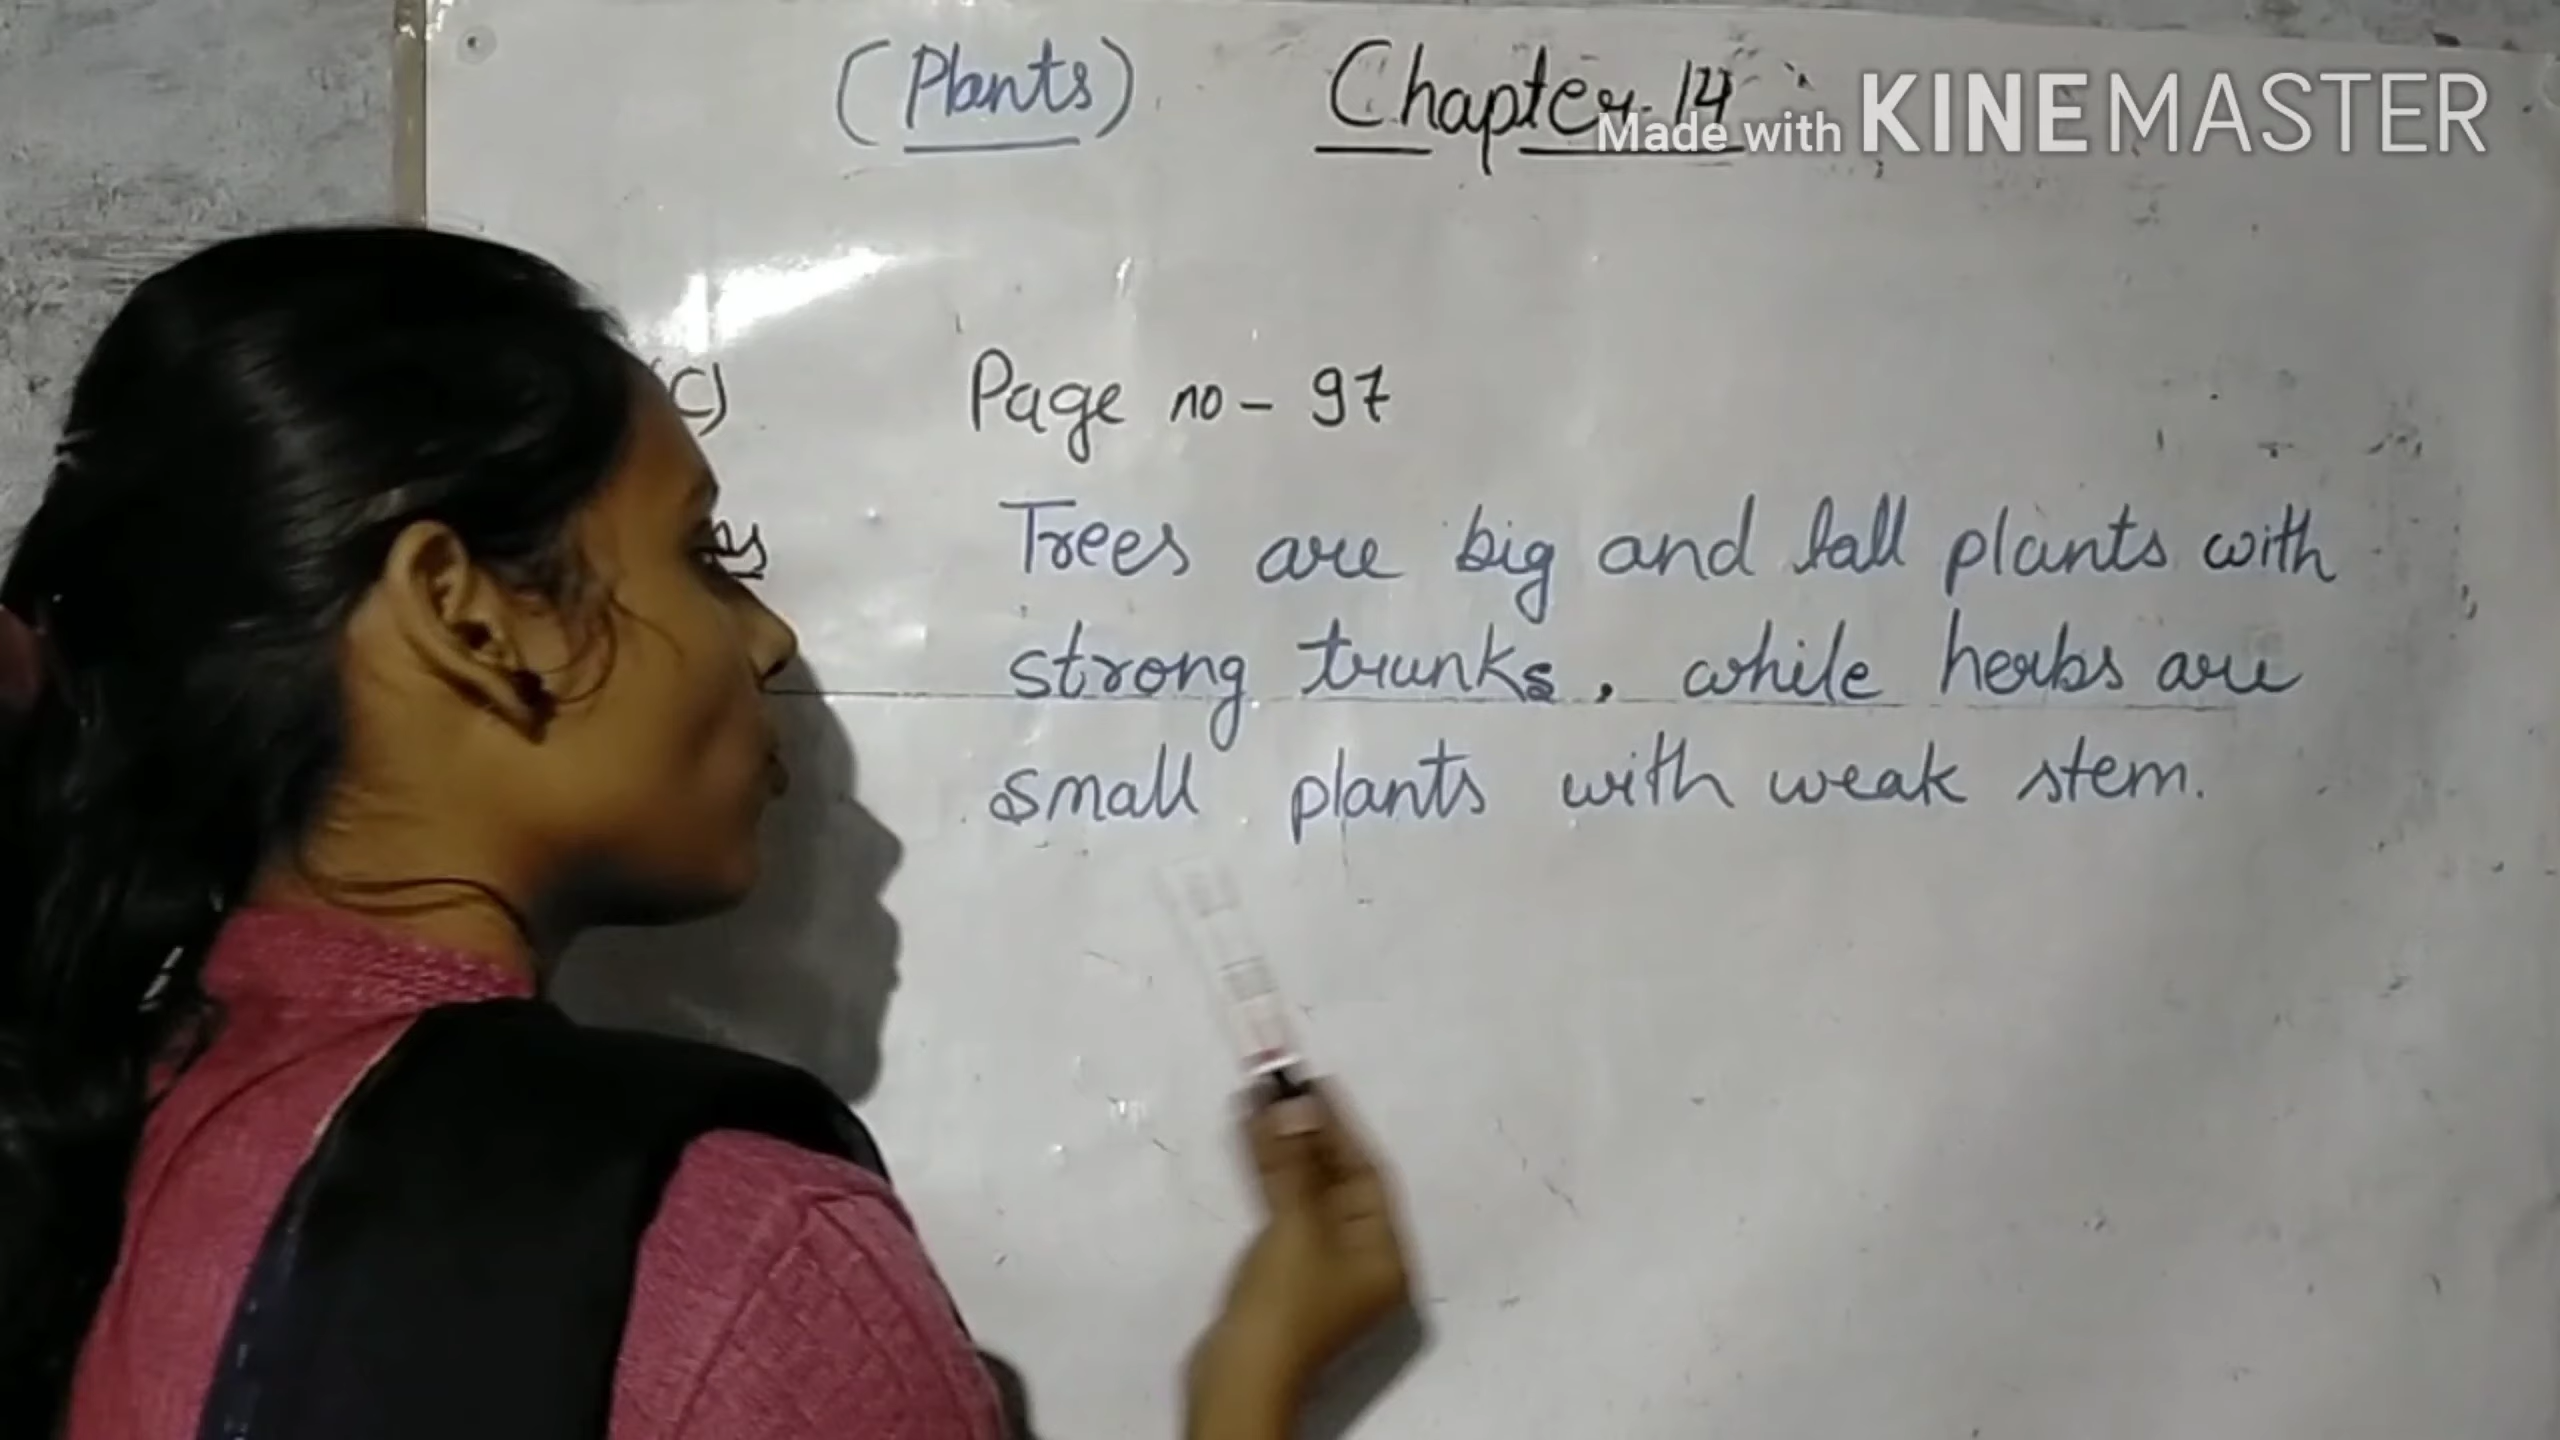 (Plants) Chapter-14
Made with KINEMASTER
(C) Page no - 97
Trees are big and tall plants with
strong trunks, while herbs are
small plants with weak stem.